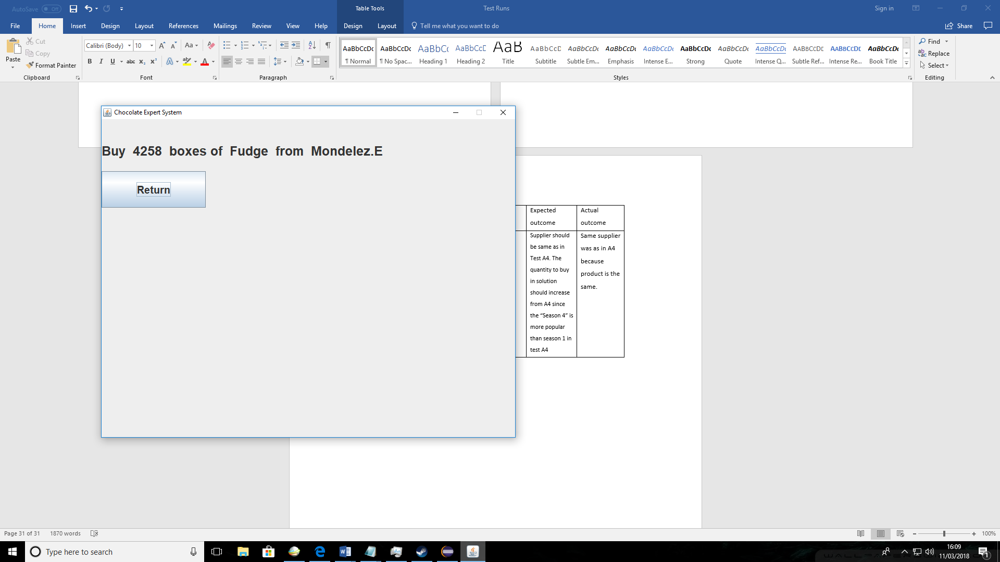 AutoSave Off
Table Tools
Test Runs
Sign in
File Home Insert Design Layout References Mailings Review View Help Design Layout Tell me what you want to do Share
Paste
Cut
Copy
Format Painter
Clipboard
Calibri (Body) 10
Font
Paragraph
AaBbCcDc AaBbCcDc AaBbC( AaBbCcD AaB AaBbCcD AaBbCcDc AaBbCcDc AaBbCcDc AaBbCcDc AaBbCcDc AaBbCcDc AABBCCDE AABBCCDE AaBbCcDc
¶ Normal ¶ No Spac... Heading 1 Heading 2 Title Subtitle Subtle Em... Emphasis Intense E... Strong Quote Intense Q... Subtle Ref... Intense Re... Book Title
Styles
Find
Replace
Select
Editing
Chocolate Expert System
Buy 4258 boxes of Fudge from Mondelez.E
Return
Expected
outcome
Actual
outcome
Supplier should
be same as in
Test A4. The
quantity to buy
in solution
should increase
from A4 since
the “Season 4” is
more popular
than season 1 in
test A4
Same supplier
was as in A4
because
product is the
same.
Page 31 of 31 1870 words
100%
Type here to search
16:09
11/03/2018
1